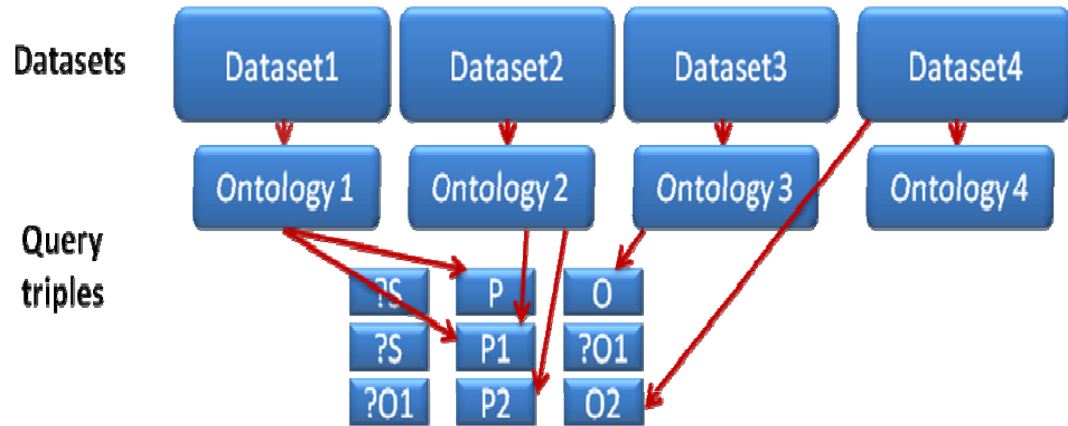 Datasets
Dataset1
Dataset2
Dataset3
Dataset4
Ontology 1
Ontology 2
Ontology 3
Ontology 4
Query
triples
?S
P
O
?S
P1
?O1
?O1
P2
O2